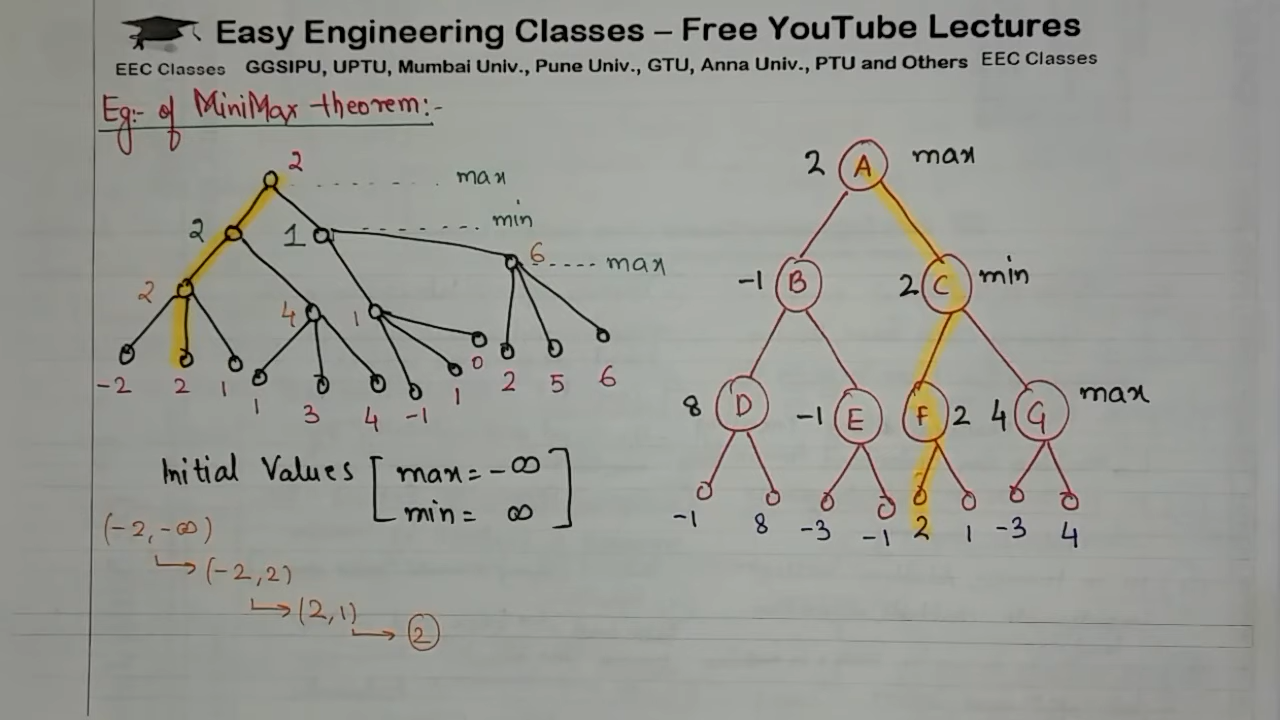 Easy Engineering Classes – Free YouTube Lectures
EEC Classes GGSIPU, UPTU, Mumbai Univ., Pune Univ., GTU, Anna Univ., PTU and Others EEC Classes
Eg:- of MiniMax theorem:-
2 max
2 1 min
2 4 1 6 max
-2 2 1 1 3 4 -1 1 0 2 5 6
Initial Values [ max = -∞
min = ∞ ]
(-2, -∞)
→ (-2, 2)
→ (2, 1)
→ 2
2 A max
-1 B 2 C min
8 D -1 E F 2 4 G max
-1 8 -3 -1 2 1 -3 4